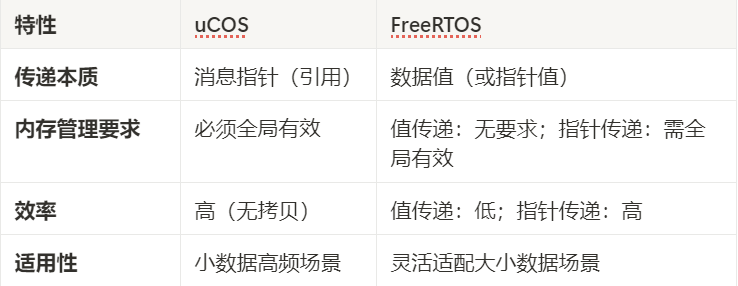 特性 uCOS FreeRTOS
传递本质 消息指针（引用） 数据值（或指针值）
内存管理要求 必须全局有效 值传递：无要求；指针传递：需全
局有效
效率 高（无拷贝） 值传递：低；指针传递：高
适用性 小数据高频场景 灵活适配大小数据场景